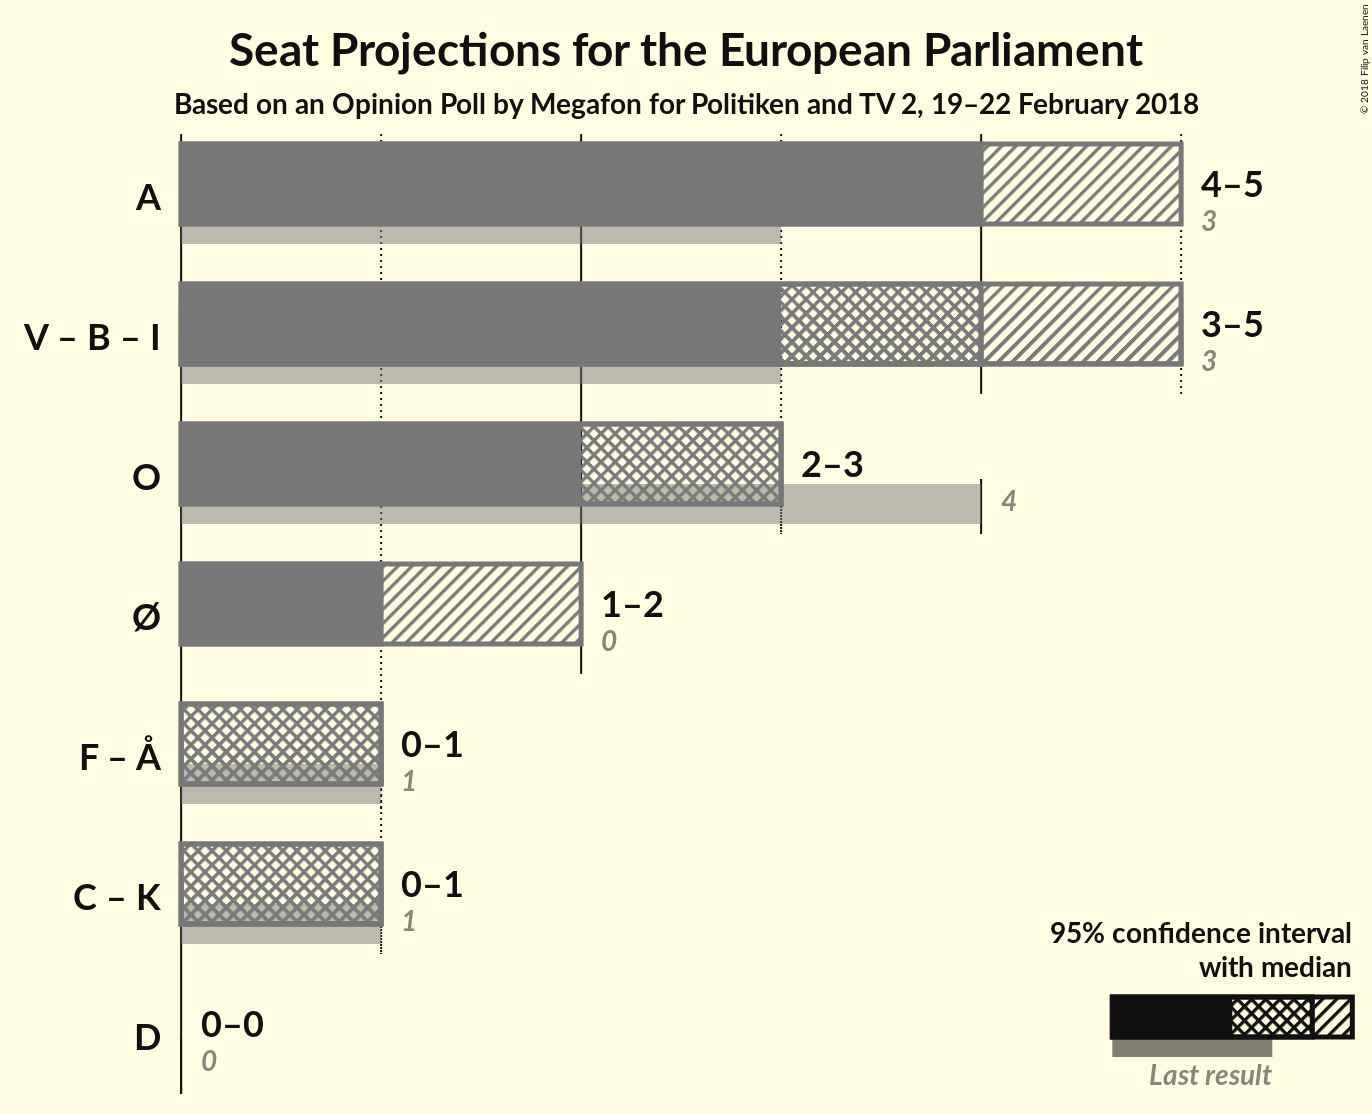 Seat Projections for the European Parliament
Based on an Opinion Poll by Megafon for Politiken and TV 2, 19–22 February 2018
© 2018 Filip van Laenen
A
4–5
3
V – B – I
3–5
3
O
2–3
4
Ø
1–2
0
F – Å
0–1
1
C – K
0–1
1
D
0–0
0
95% confidence interval
with median
Last result